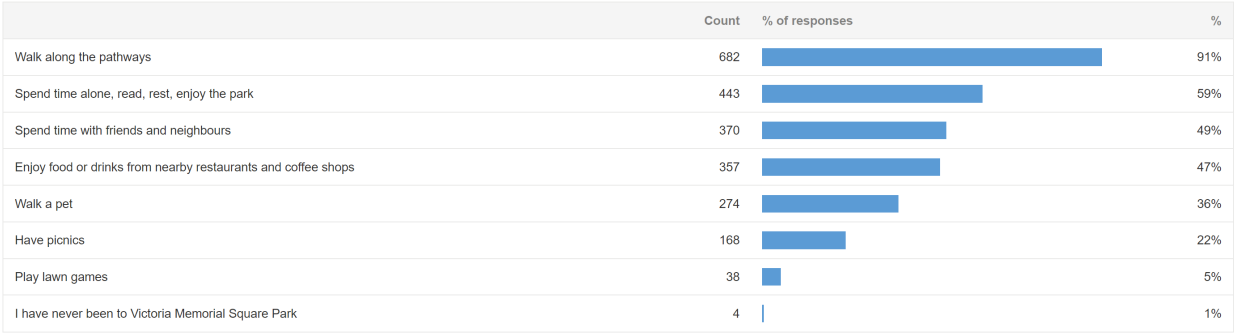 Count % of responses %
Walk along the pathways 682 91%
Spend time alone, read, rest, enjoy the park 443 59%
Spend time with friends and neighbours 370 49%
Enjoy food or drinks from nearby restaurants and coffee shops 357 47%
Walk a pet 274 36%
Have picnics 168 22%
Play lawn games 38 5%
I have never been to Victoria Memorial Square Park 4 1%